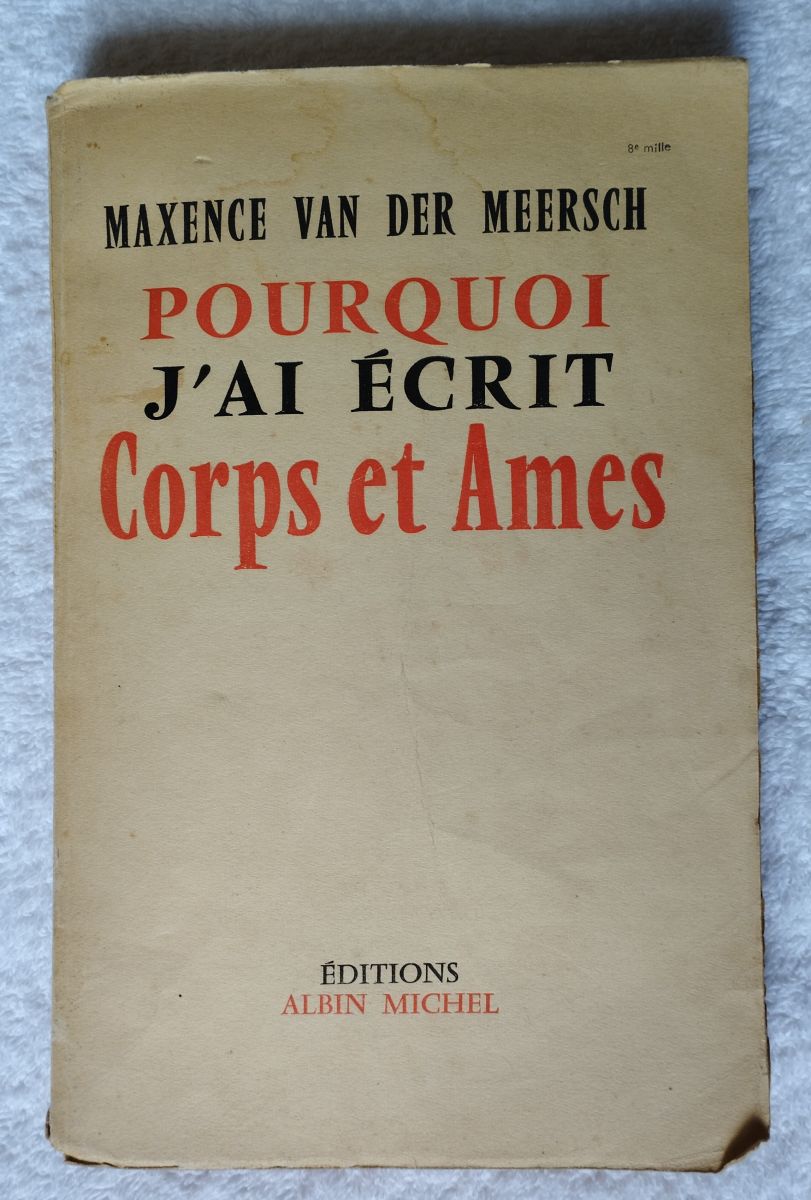 8e mille
MAXENCE VAN DER MEERSCH
POURQUOI
J'AI ÉCRIT
Corps et Ames
ÉDITIONS
ALBIN MICHEL